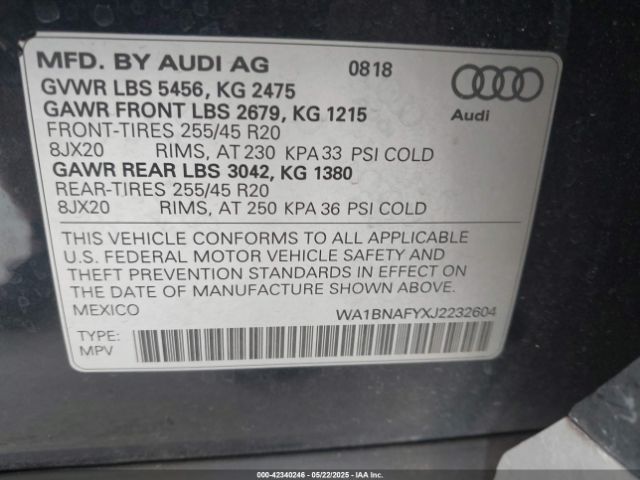 MFD. BY AUDI AG 0818
GVWR LBS 5456, KG 2475
GAWR FRONT LBS 2679, KG 1215
FRONT-TIRES 255/45 R20
8JX20 RIMS, AT 230 KPA 33 PSI COLD
GAWR REAR LBS 3042, KG 1380
REAR-TIRES 255/45 R20
8JX20 RIMS, AT 250 KPA 36 PSI COLD
Audi
THIS VEHICLE CONFORMS TO ALL APPLICABLE
U.S. FEDERAL MOTOR VEHICLE SAFETY AND
THEFT PREVENTION STANDARDS IN EFFECT ON
THE DATE OF MANUFACTURE SHOWN ABOVE.
MEXICO WA1BNAFYXJ2232604
TYPE:
MPV
000-42340246 - 05/22/2025 - IAA Inc.